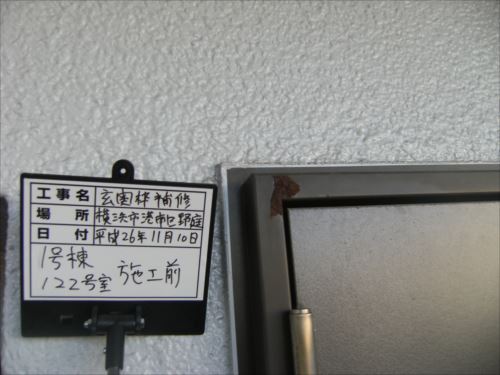 工事名 玄関枠補修
場所 横浜市港南区野庭
日付 平成26年11月10日
1号棟
122号室 施工前